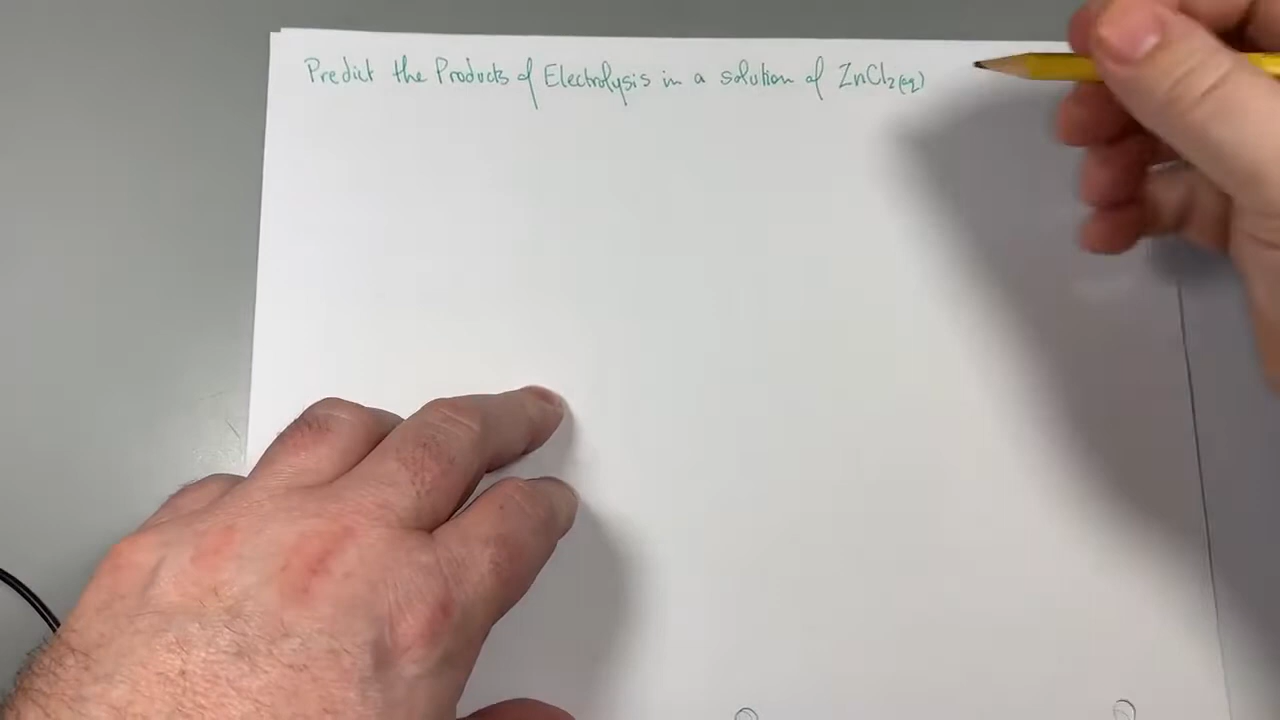 Predict the Products of Electrolysis in a solution of ZnCl₂(aq)